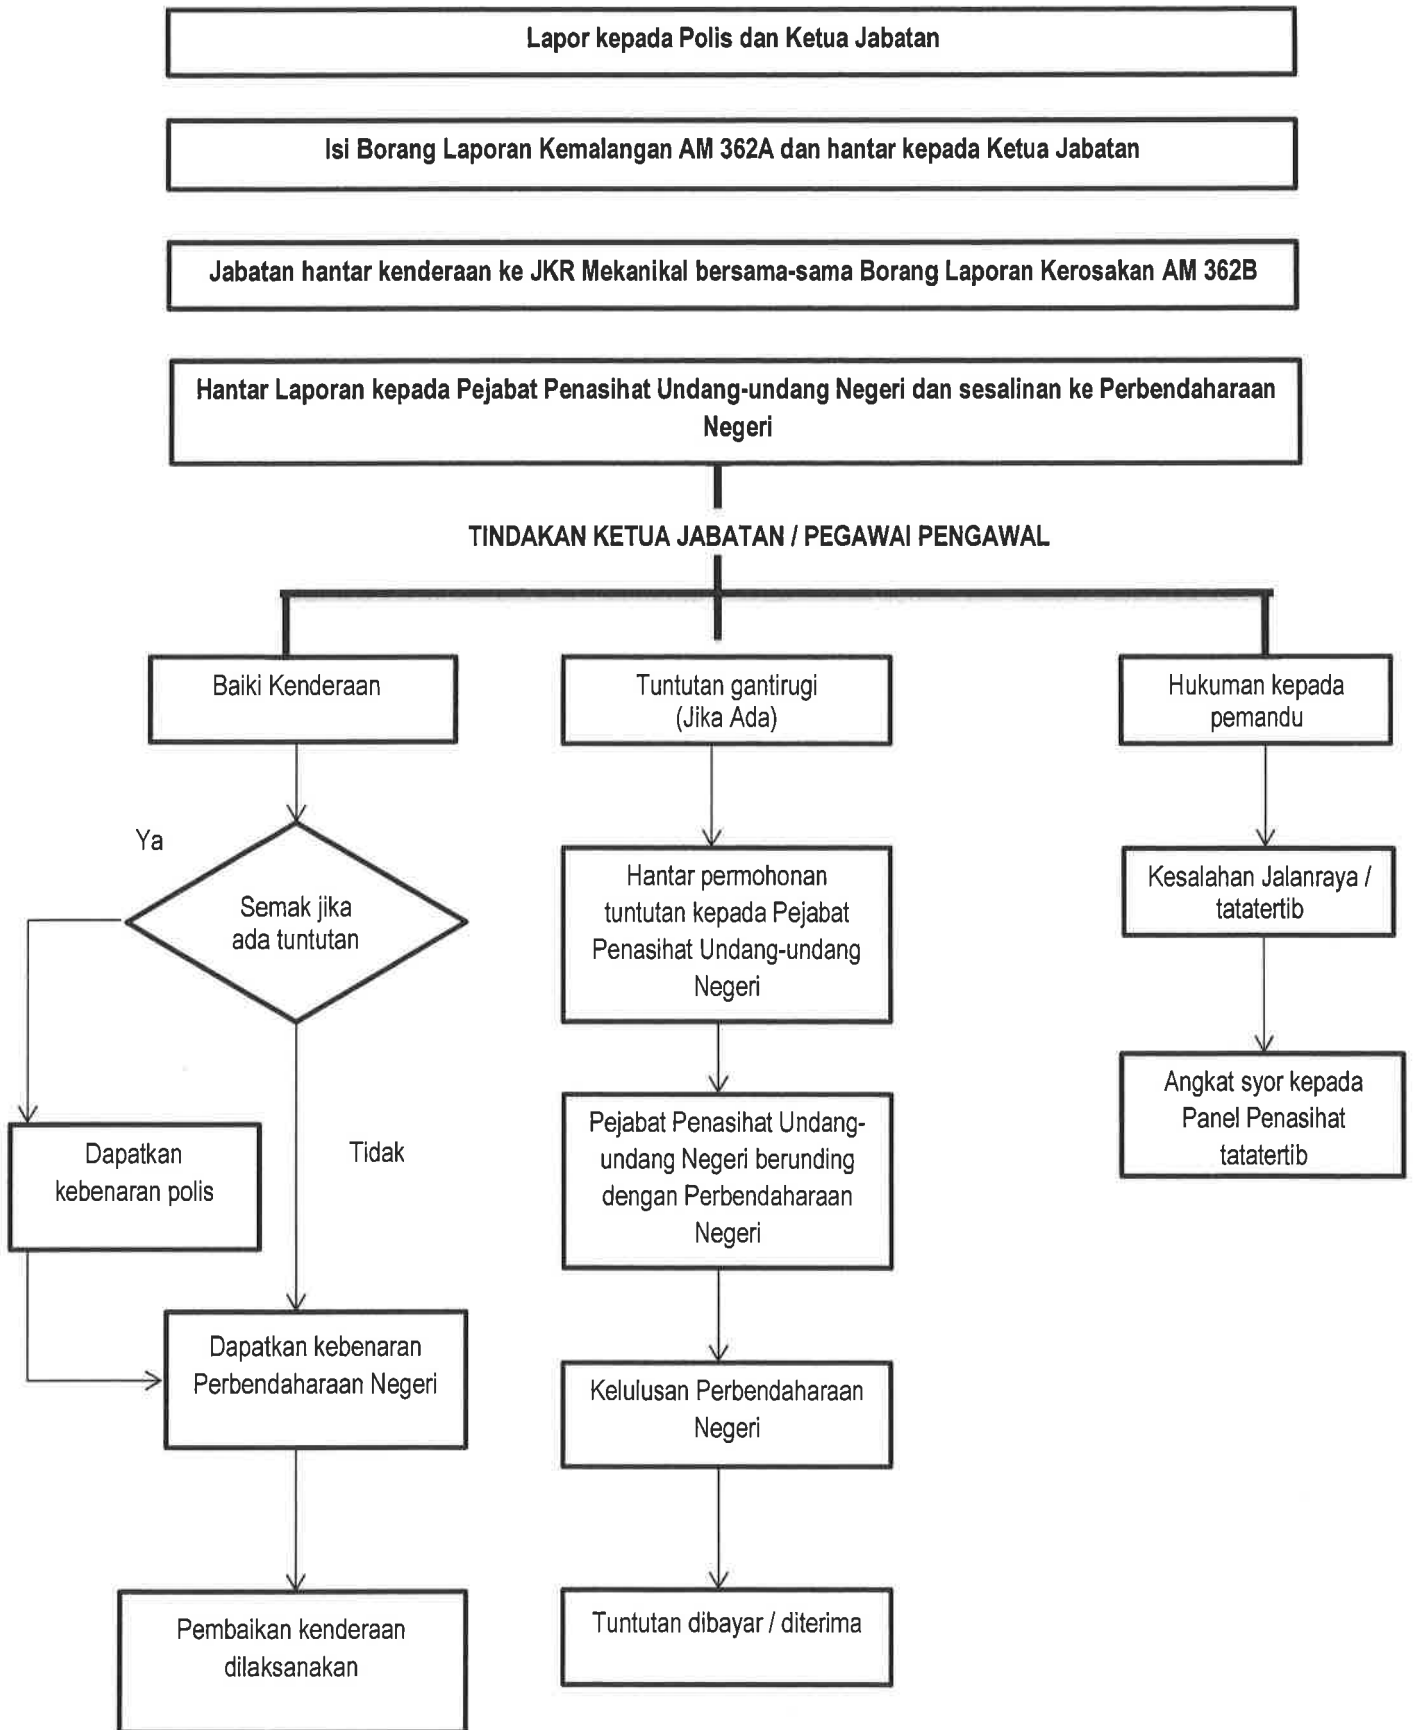 Lapor kepada Polis dan Ketua Jabatan
Isi Borang Laporan Kemalangan AM 362A dan hantar kepada Ketua Jabatan
Jabatan hantar kenderaan ke JKR Mekanikal bersama-sama Borang Laporan Kerosakan AM 362B
Hantar Laporan kepada Pejabat Penasihat Undang-undang Negeri dan sesalinan ke Perbendaharaan
Negeri
TINDAKAN KETUA JABATAN / PEGAWAI PENGAWAL
Baiki Kenderaan
Ya
Semak jika
ada tuntutan
Dapatkan
kebenaran polis
Tidak
Dapatkan kebenaran
Perbendaharaan Negeri
Pembaikan kenderaan
dilaksanakan
Tuntutan gantirugi
(Jika Ada)
Hantar permohonan
tuntutan kepada Pejabat
Penasihat Undang-undang
Negeri
Pejabat Penasihat Undang-
undang Negeri berunding
dengan Perbendaharaan
Negeri
Kelulusan Perbendaharaan
Negeri
Tuntutan dibayar / diterima
Hukuman kepada
pemandu
Kesalahan Jalanraya /
tatatertib
Angkat syor kepada
Panel Penasihat
tatatertib